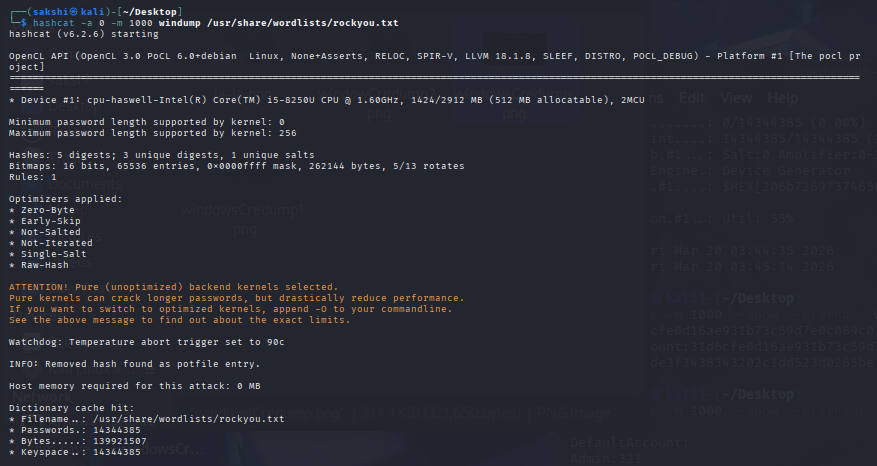 ┌──(sakshi㉿kali)-[~/Desktop]
└─$ hashcat -a 0 -m 1000 windump /usr/share/wordlists/rockyou.txt
hashcat (v6.2.6) starting
OpenCL API (OpenCL 3.0 PoCL 6.0+debian  Linux, None+Asserts, RELOC, SPIR-V, LLVM 18.1.8, SLEEF, DISTRO, POCL_DEBUG) - Platform #1 [The pocl pr
oject]
* Device #1: cpu-haswell-Intel(R) Core(TM) i5-8250U CPU @ 1.60GHz, 1424/2912 MB (512 MB allocatable), 2MCU
Minimum password length supported by kernel: 0
Maximum password length supported by kernel: 256
Hashes: 5 digests; 3 unique digests, 1 unique salts
Bitmaps: 16 bits, 65536 entries, 0×0000ffff mask, 262144 bytes, 5/13 rotates
Rules: 1
Optimizers applied:
* Zero-Byte
* Early-Skip
* Not-Salted
* Not-Iterated
* Single-Salt
* Raw-Hash
ATTENTION! Pure (unoptimized) backend kernels selected.
Pure kernels can crack longer passwords, but drastically reduce performance.
If you want to switch to optimized kernels, append -O to your commandline.
See the above message to find out about the exact limits.
Watchdog: Temperature abort trigger set to 90c
INFO: Removed hash found as potfile entry.
Host memory required for this attack: 0 MB
Dictionary cache hit:
* Filename..: /usr/share/wordlists/rockyou.txt
* Passwords.: 14344385
* Bytes.....: 139921507
* Keyspace..: 14344385